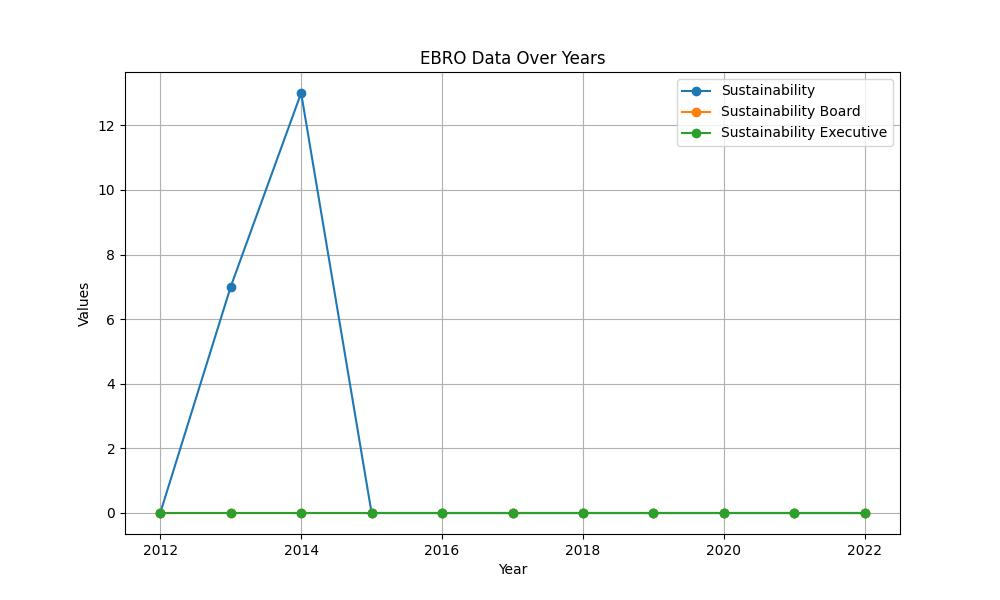 EBRO Data Over Years
Sustainability
Sustainability Board
Sustainability Executive
12
10
8
6
4
2
0
Values
2012
2014
2016
2018
2020
2022
Year